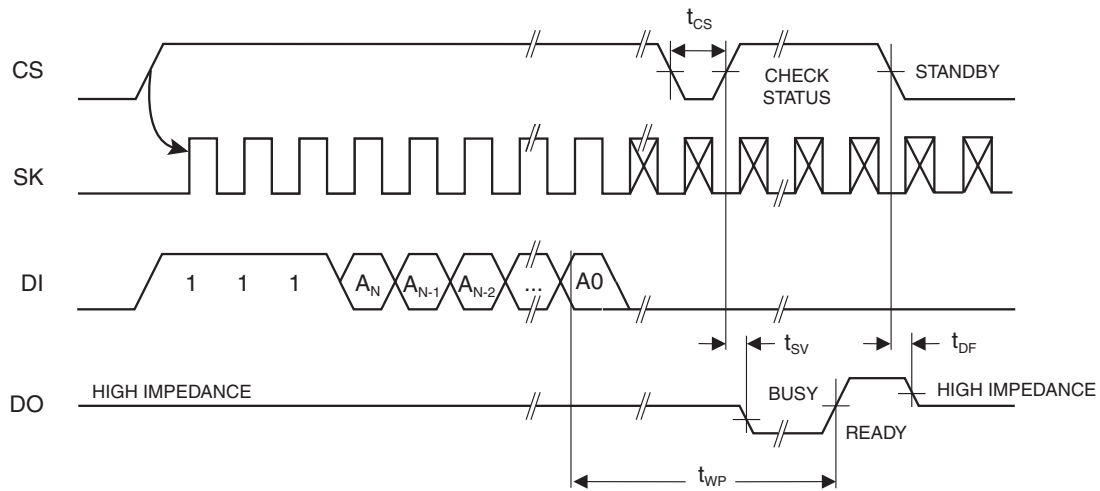 t_CS
CS
CHECK
STATUS
STANDBY
SK
DI
1 1 1 A_N A_N-1 A_N-2 ... A0
t_SV
t_DF
DO
HIGH IMPEDANCE
BUSY
READY
HIGH IMPEDANCE
t_WP